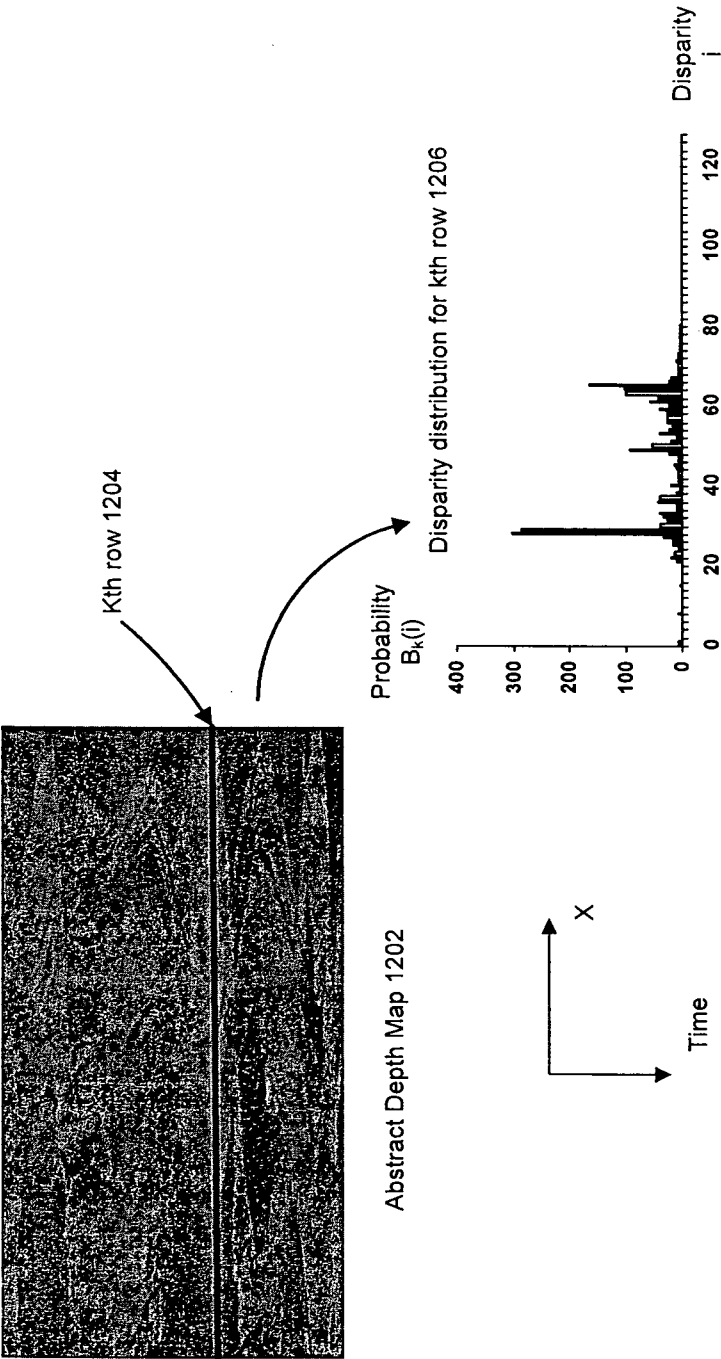 Kth row 1204
Abstract Depth Map 1202
X
Time
Probability
Bk(i)
Disparity distribution for kth row 1206
400
300
200
100
0
0 20 40 60 80 100 120
Disparity
i